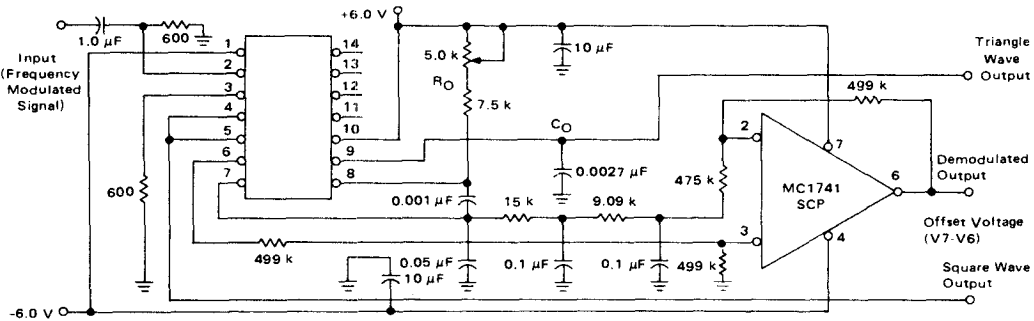 +6.0 V
1.0 μF
600
Input
(Frequency
Modulated
Signal)
1
2
3
4
5
6
7
14
13
12
11
10
9
8
600
5.0 k
RO
7.5 k
10 μF
CO
0.0027 μF
0.001 μF
15 k
9.09 k
475 k
499 k
2
3
7
6
4
MC1741
SCP
Triangle
Wave
Output
Demodulated
Output
Offset Voltage
(V7-V6)
Square Wave
Output
499 k
0.05 μF
10 μF
0.1 μF
0.1 μF
499 k
-6.0 V